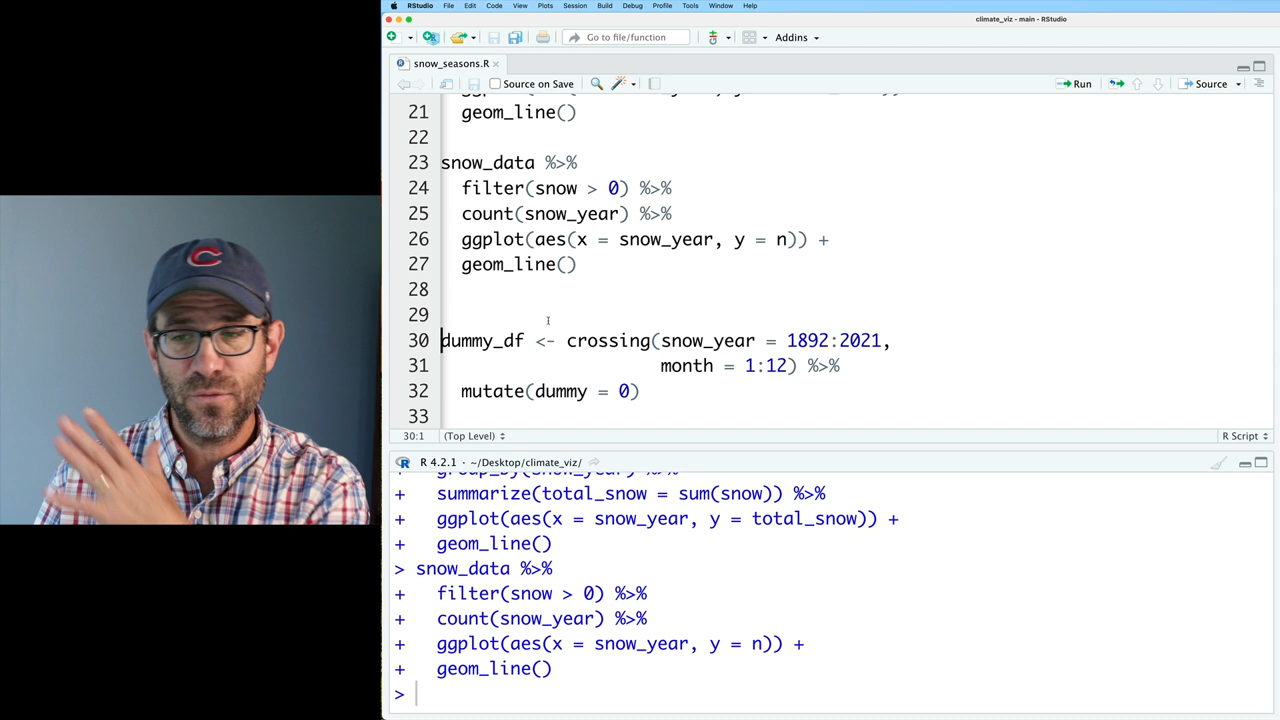 RStudio File Edit Code View Plots Session Build Debug Profile Tools Window Help
climate_viz - main - RStudio
Go to file/function Addins
snow_seasons.R
Source on Save Run Source
21 geom_line()
22
23 snow_data %>%
24 filter(snow > 0) %>%
25 count(snow_year) %>%
26 ggplot(aes(x = snow_year, y = n)) +
27 geom_line()
28
29
30 dummy_df <- crossing(snow_year = 1892:2021,
31 month = 1:12) %>%
32 mutate(dummy = 0)
33
30:1 (Top Level) R Script
R 4.2.1 · ~/Desktop/climate_viz/
+ summarize(total_snow = sum(snow)) %>%
+ ggplot(aes(x = snow_year, y = total_snow)) +
+ geom_line()
> snow_data %>%
+ filter(snow > 0) %>%
+ count(snow_year) %>%
+ ggplot(aes(x = snow_year, y = n)) +
+ geom_line()
>